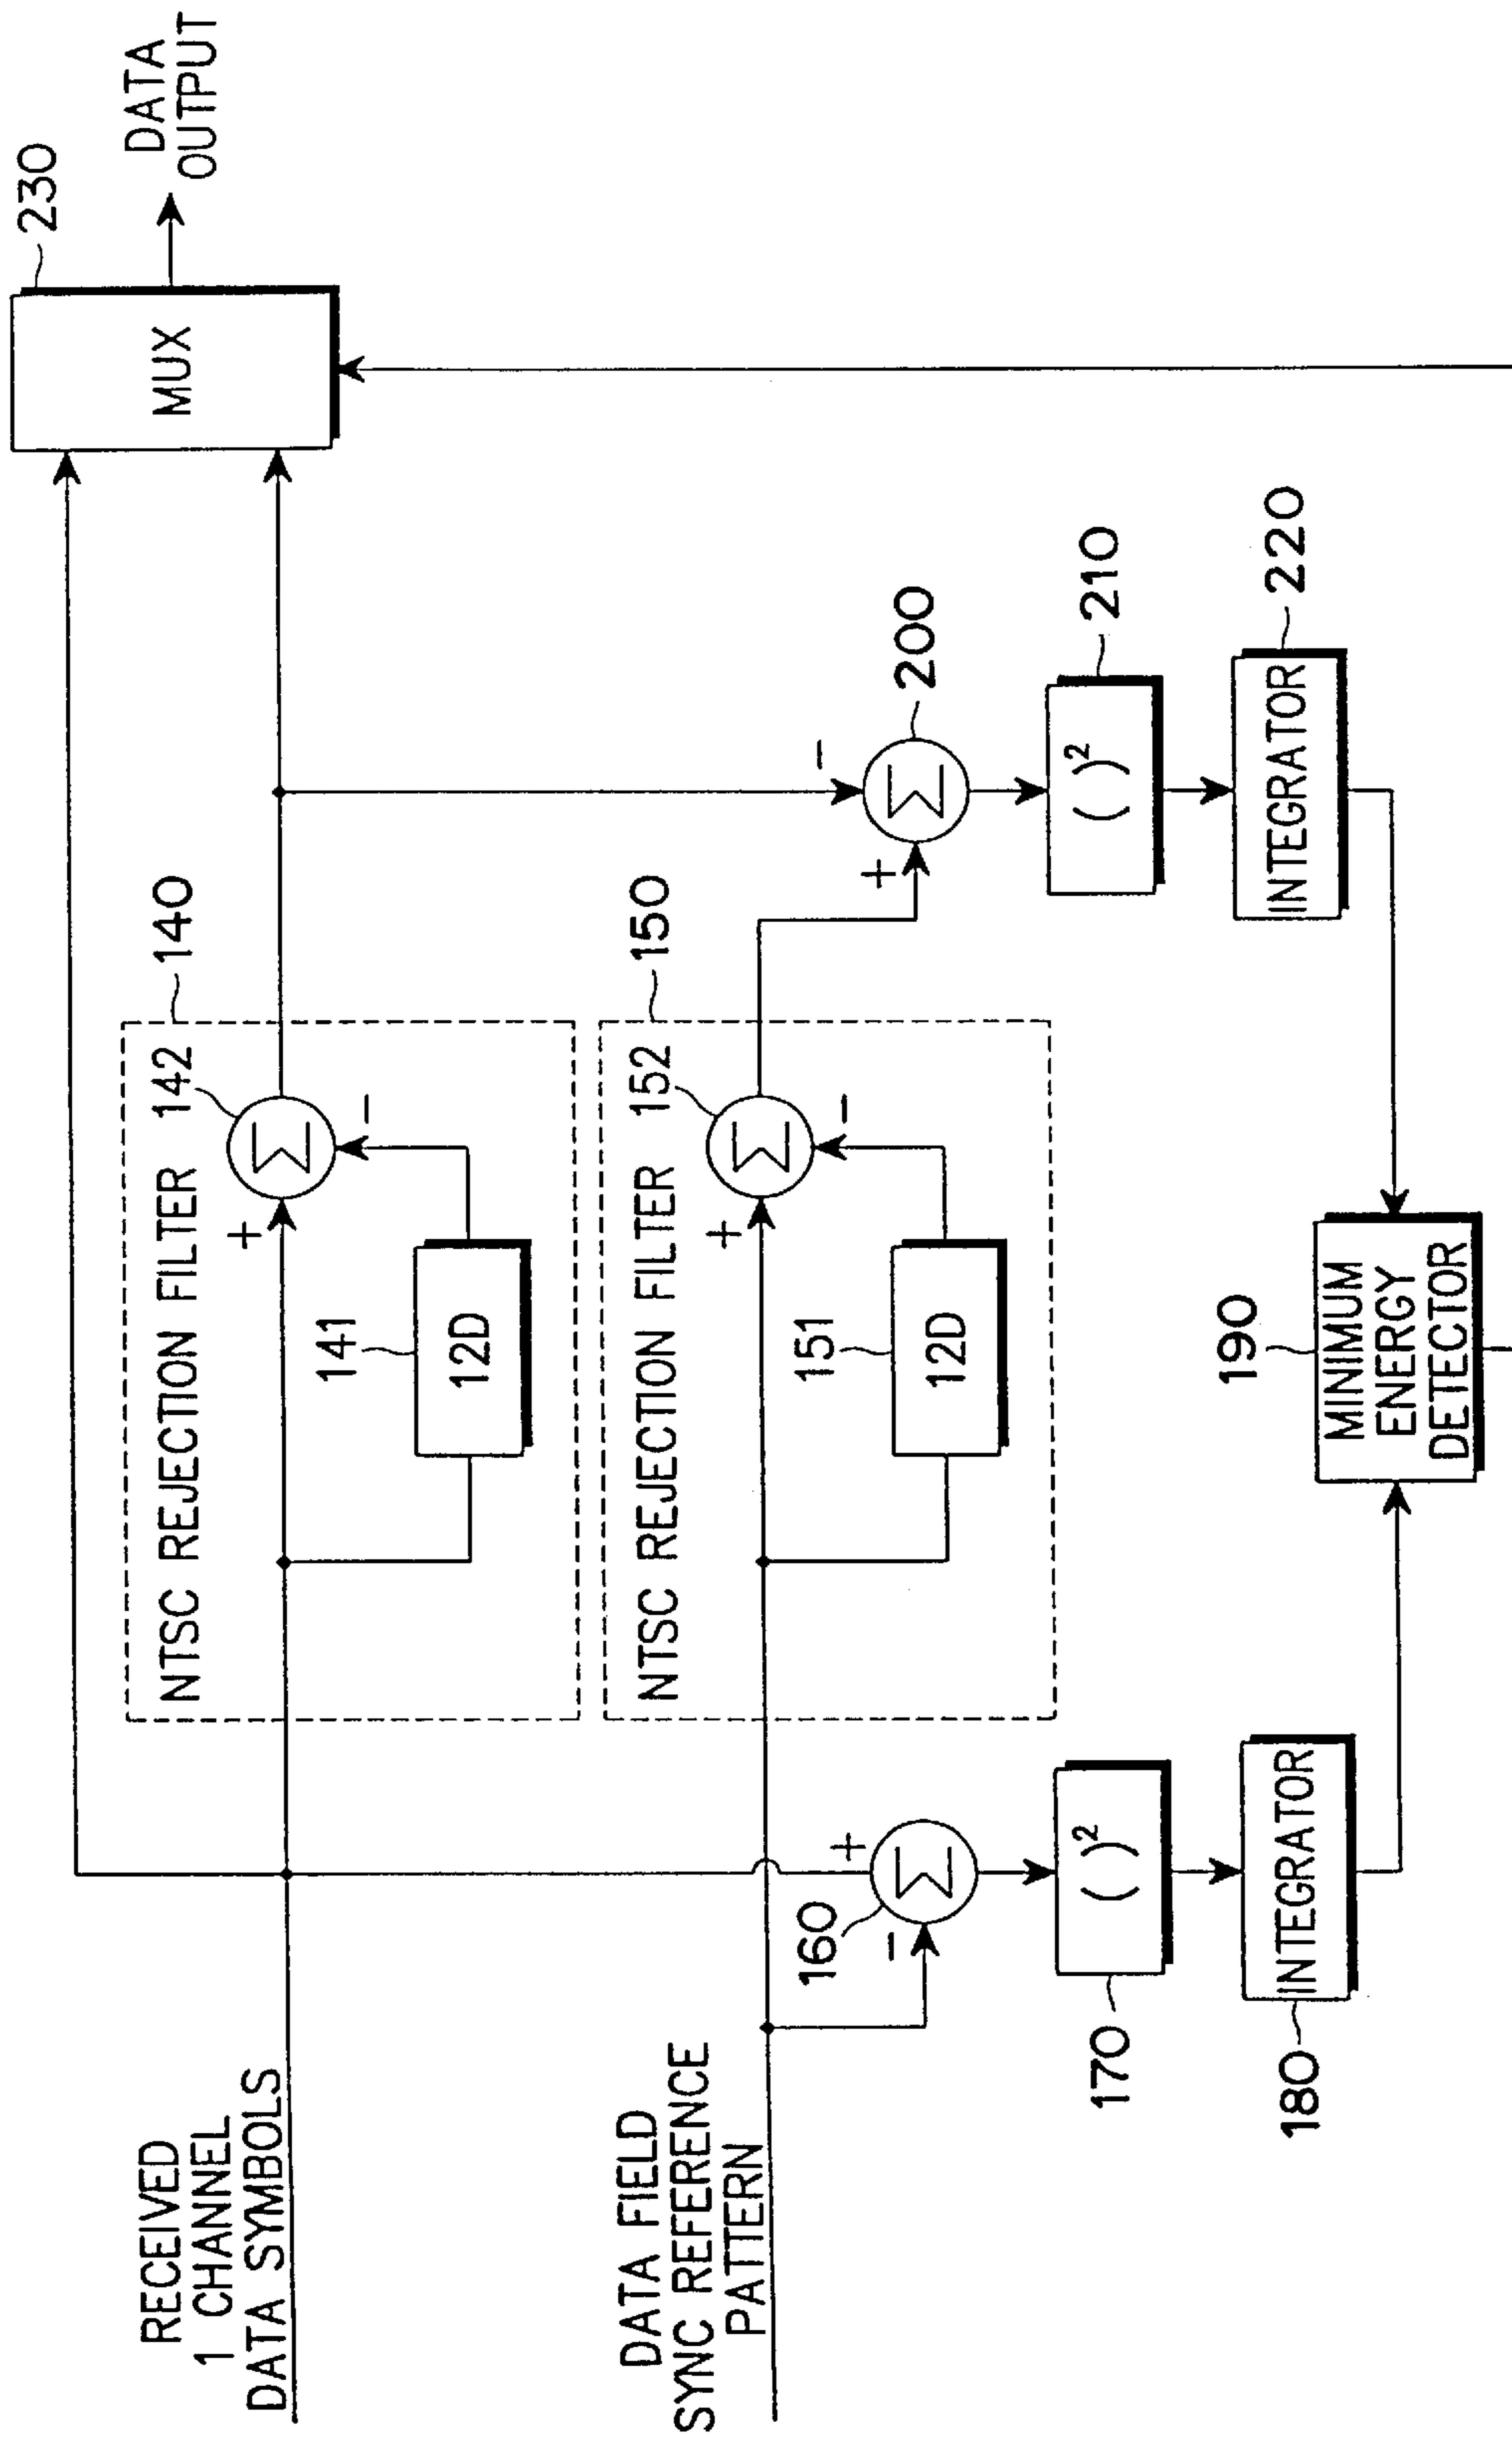 RECEIVED
1 CHANNEL
DATA SYMBOLS
DATA FIELD
SYNC REFERENCE
PATTERN
NTSC REJECTION FILTER
140
142
Σ
+
−
141
12D
NTSC REJECTION FILTER
150
152
Σ
+
−
151
12D
160
Σ
+
−
170
( )²
180
INTEGRATOR
190
MINIMUM
ENERGY
DETECTOR
200
Σ
+
−
210
( )²
220
INTEGRATOR
230
MUX
DATA
OUTPUT